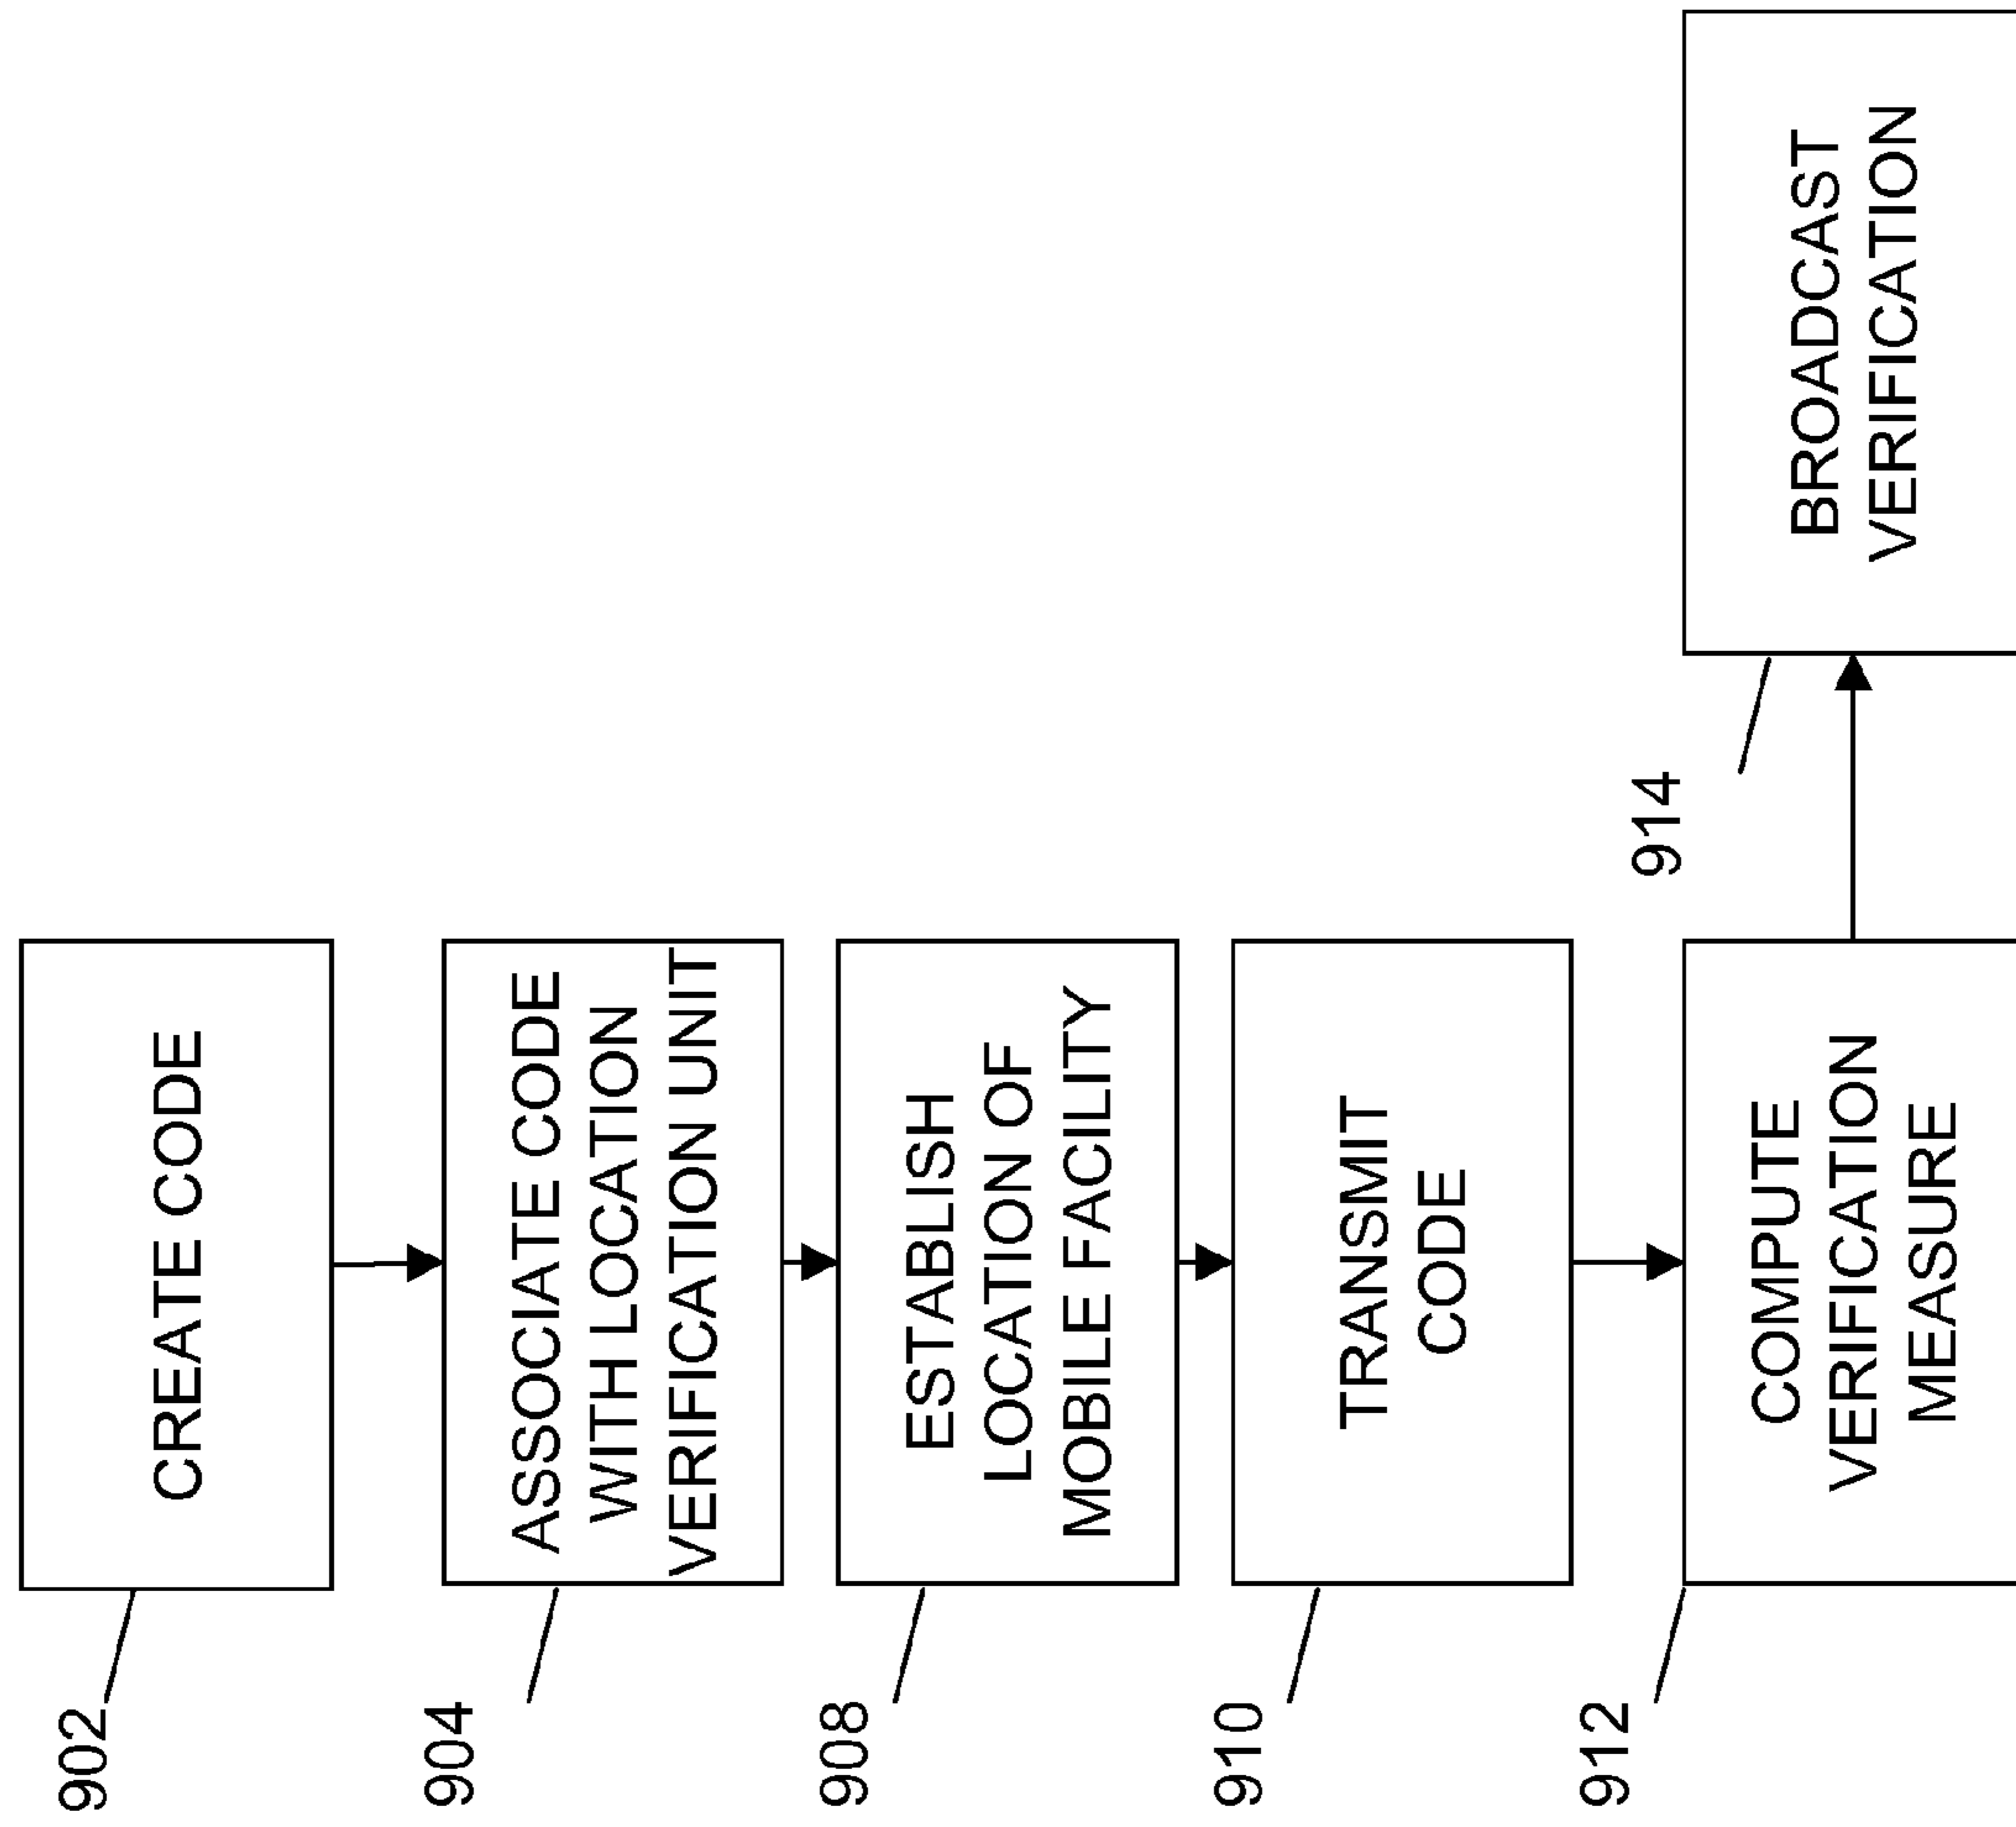 902
CREATE CODE
904
ASSOCIATE CODE
WITH LOCATION
VERIFICATION UNIT
908
ESTABLISH
LOCATION OF
MOBILE FACILITY
910
TRANSMIT
CODE
912
COMPUTE
VERIFICATION
MEASURE
914
BROADCAST
VERIFICATION